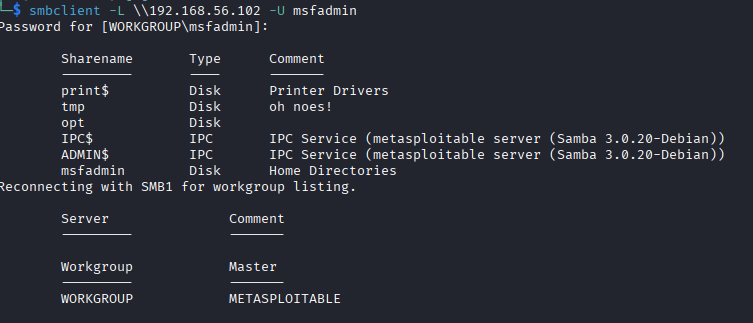 └─$ smbclient -L \\192.168.56.102 -U msfadmin
Password for [WORKGROUP\msfadmin]:
Sharename Type Comment
--------- ---- -------
print$ Disk Printer Drivers
tmp Disk oh noes!
opt Disk
IPC$ IPC IPC Service (metasploitable server (Samba 3.0.20-Debian))
ADMIN$ IPC IPC Service (metasploitable server (Samba 3.0.20-Debian))
msfadmin Disk Home Directories
Reconnecting with SMB1 for workgroup listing.
Server Comment
--------- -------
Workgroup Master
--------- -------
WORKGROUP METASPLOITABLE